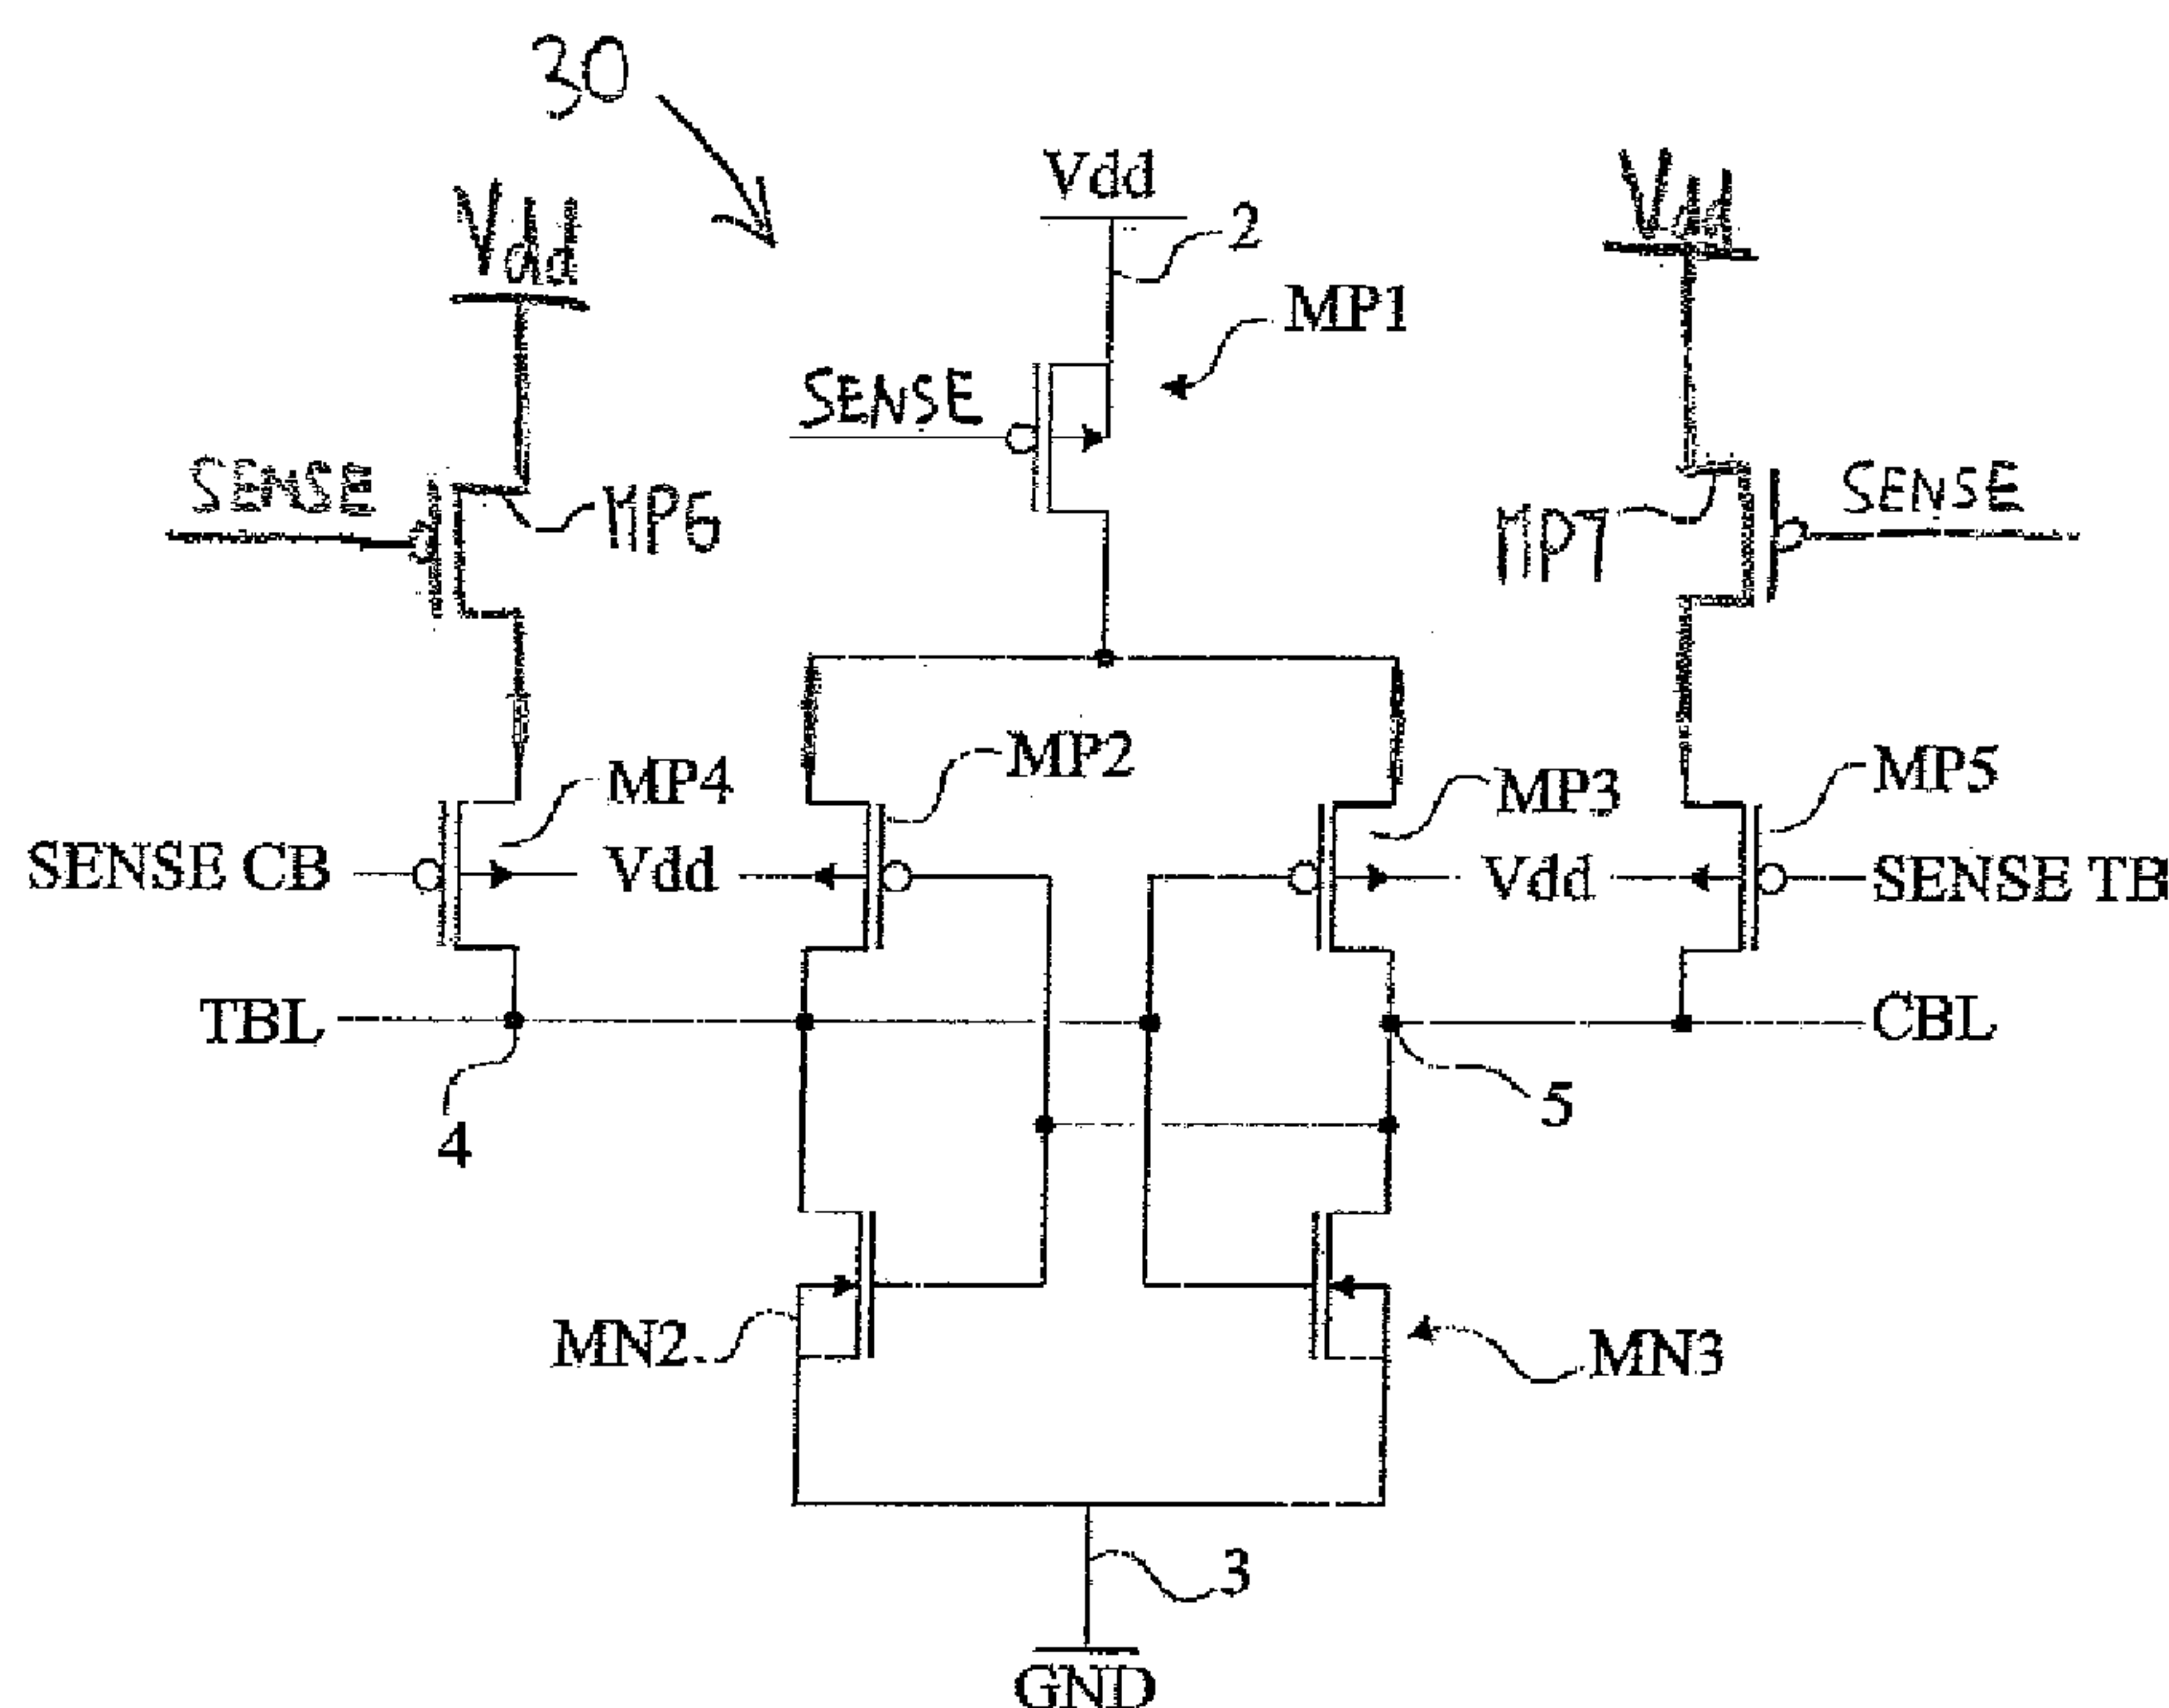 30
Vdd
Vdd
Vdd
2
MP1
SENSE
SENSE
MP6
MP7
SENSE
MP4
MP2
MP3
MP5
SENSE CB
Vdd
Vdd
SENSE TB
TBL
CBL
4
5
MN2
MN3
3
GND